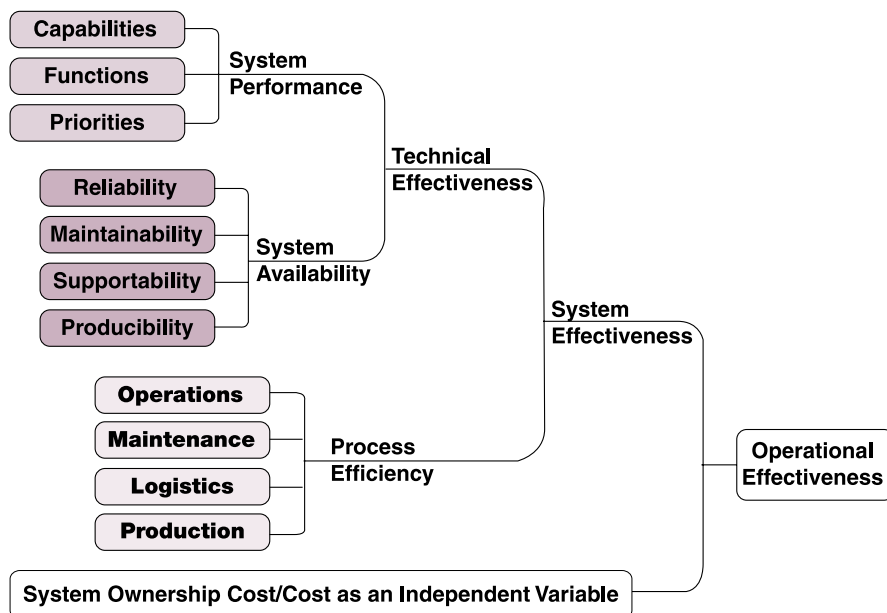 Capabilities
Functions
Priorities
System
Performance
Reliability
Maintainability
Supportability
Producibility
System
Availability
Technical
Effectiveness
Operations
Maintenance
Logistics
Production
Process
Efficiency
System
Effectiveness
System Ownership Cost/Cost as an Independent Variable
Operational
Effectiveness